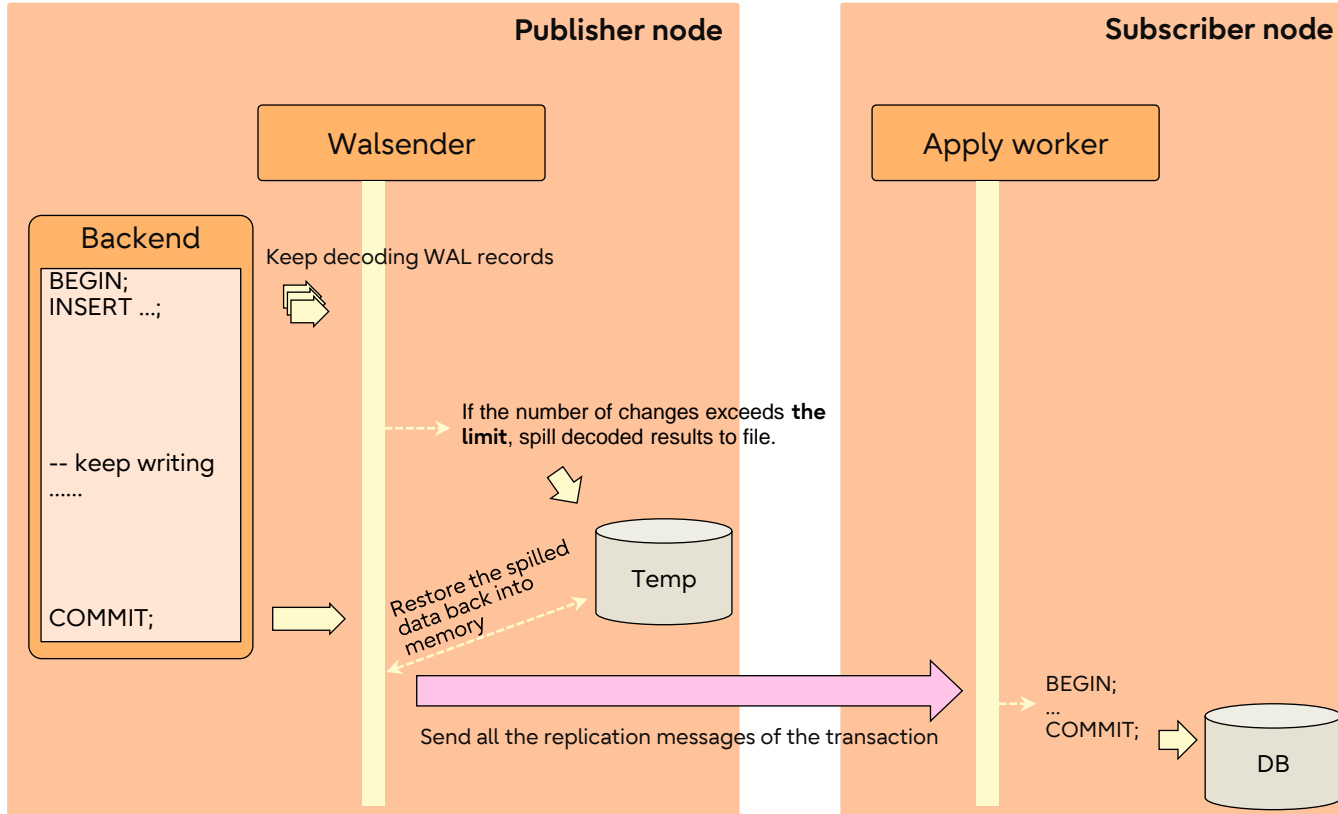 Publisher node
Subscriber node
Walsender
Apply worker
Backend
Keep decoding WAL records
BEGIN;
INSERT ...;
If the number of changes exceeds the
limit, spill decoded results to file.
-- keep writing
......
Restore the spilled
data back into
memory
Temp
COMMIT;
BEGIN;
...
COMMIT;
Send all the replication messages of the transaction
DB